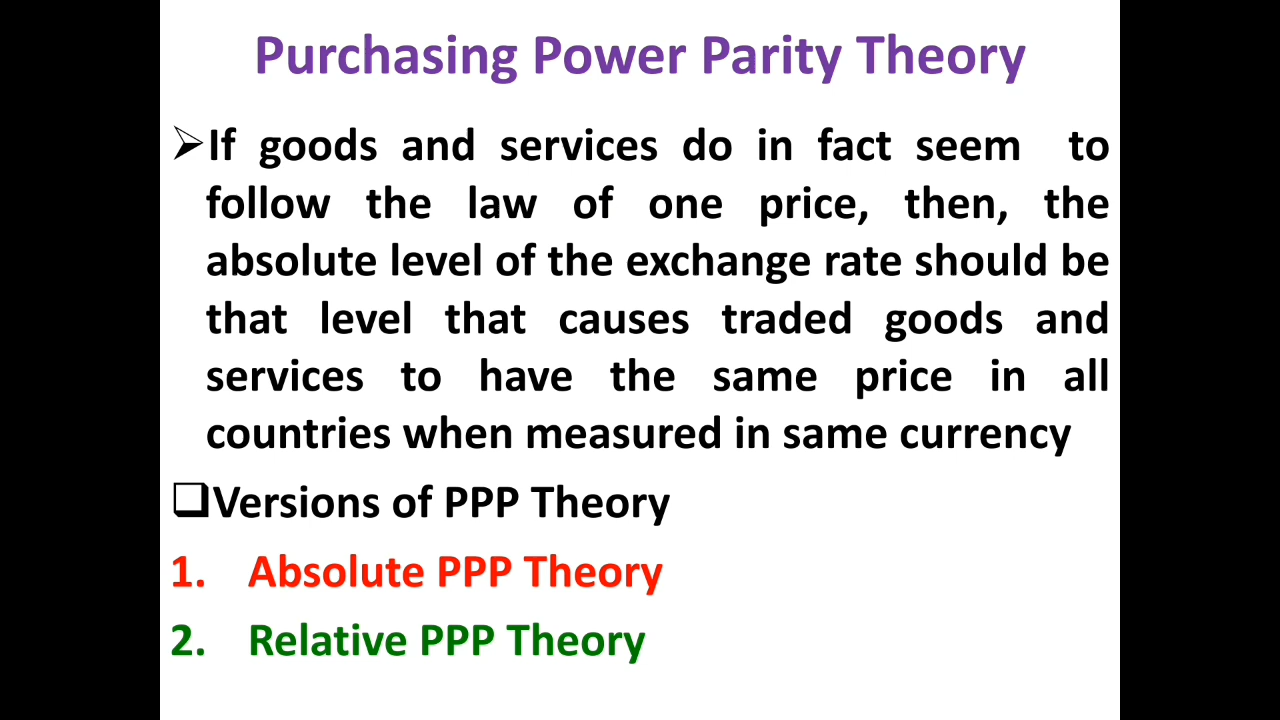 Purchasing Power Parity Theory
➢If goods and services do in fact seem to
follow the law of one price, then, the
absolute level of the exchange rate should be
that level that causes traded goods and
services to have the same price in all
countries when measured in same currency
❑Versions of PPP Theory
1. Absolute PPP Theory
2. Relative PPP Theory